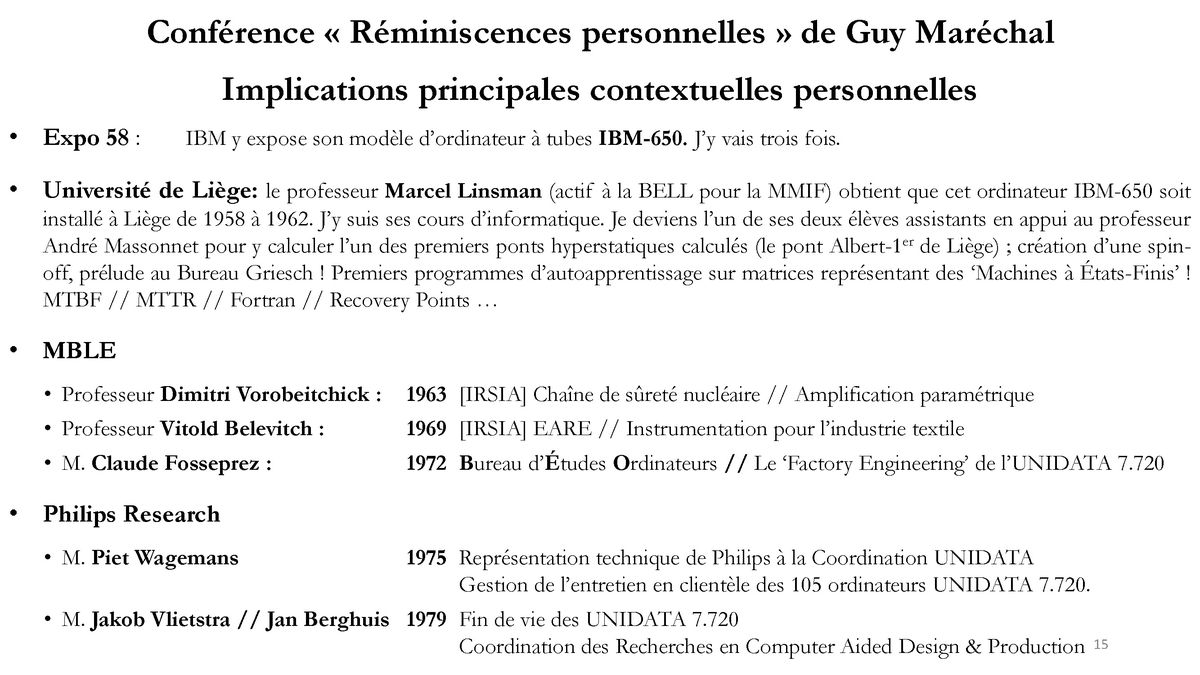 Conférence « Réminiscences personnelles » de Guy Maréchal
Implications principales contextuelles personnelles
• Expo 58 : IBM y expose son modèle d’ordinateur à tubes IBM-650. J’y vais trois fois.
• Université de Liège: le professeur Marcel Linsman (actif à la BELL pour la MMIF) obtient que cet ordinateur IBM-650 soit
installé à Liège de 1958 à 1962. J’y suis ses cours d’informatique. Je deviens l’un de ses deux élèves assistants en appui au professeur
André Massonnet pour y calculer l’un des premiers ponts hyperstatiques calculés (le pont Albert-1er de Liège) ; création d’une spin-
off, prélude au Bureau Griesch ! Premiers programmes d’autoapprentissage sur matrices représentant des ‘Machines à États-Finis’ !
MTBF // MTTR // Fortran // Recovery Points …
• MBLE
• Professeur Dimitri Vorobeitchick : 1963 [IRSIA] Chaîne de sûreté nucléaire // Amplification paramétrique
• Professeur Vitold Belevitch : 1969 [IRSIA] EARE // Instrumentation pour l’industrie textile
• M. Claude Fosseprez : 1972 Bureau d’Études Ordinateurs // Le ‘Factory Engineering’ de l’UNIDATA 7.720
• Philips Research
• M. Piet Wagemans 1975 Représentation technique de Philips à la Coordination UNIDATA
Gestion de l’entretien en clientèle des 105 ordinateurs UNIDATA 7.720.
• M. Jakob Vlietstra // Jan Berghuis 1979 Fin de vie des UNIDATA 7.720
Coordination des Recherches en Computer Aided Design & Production 15